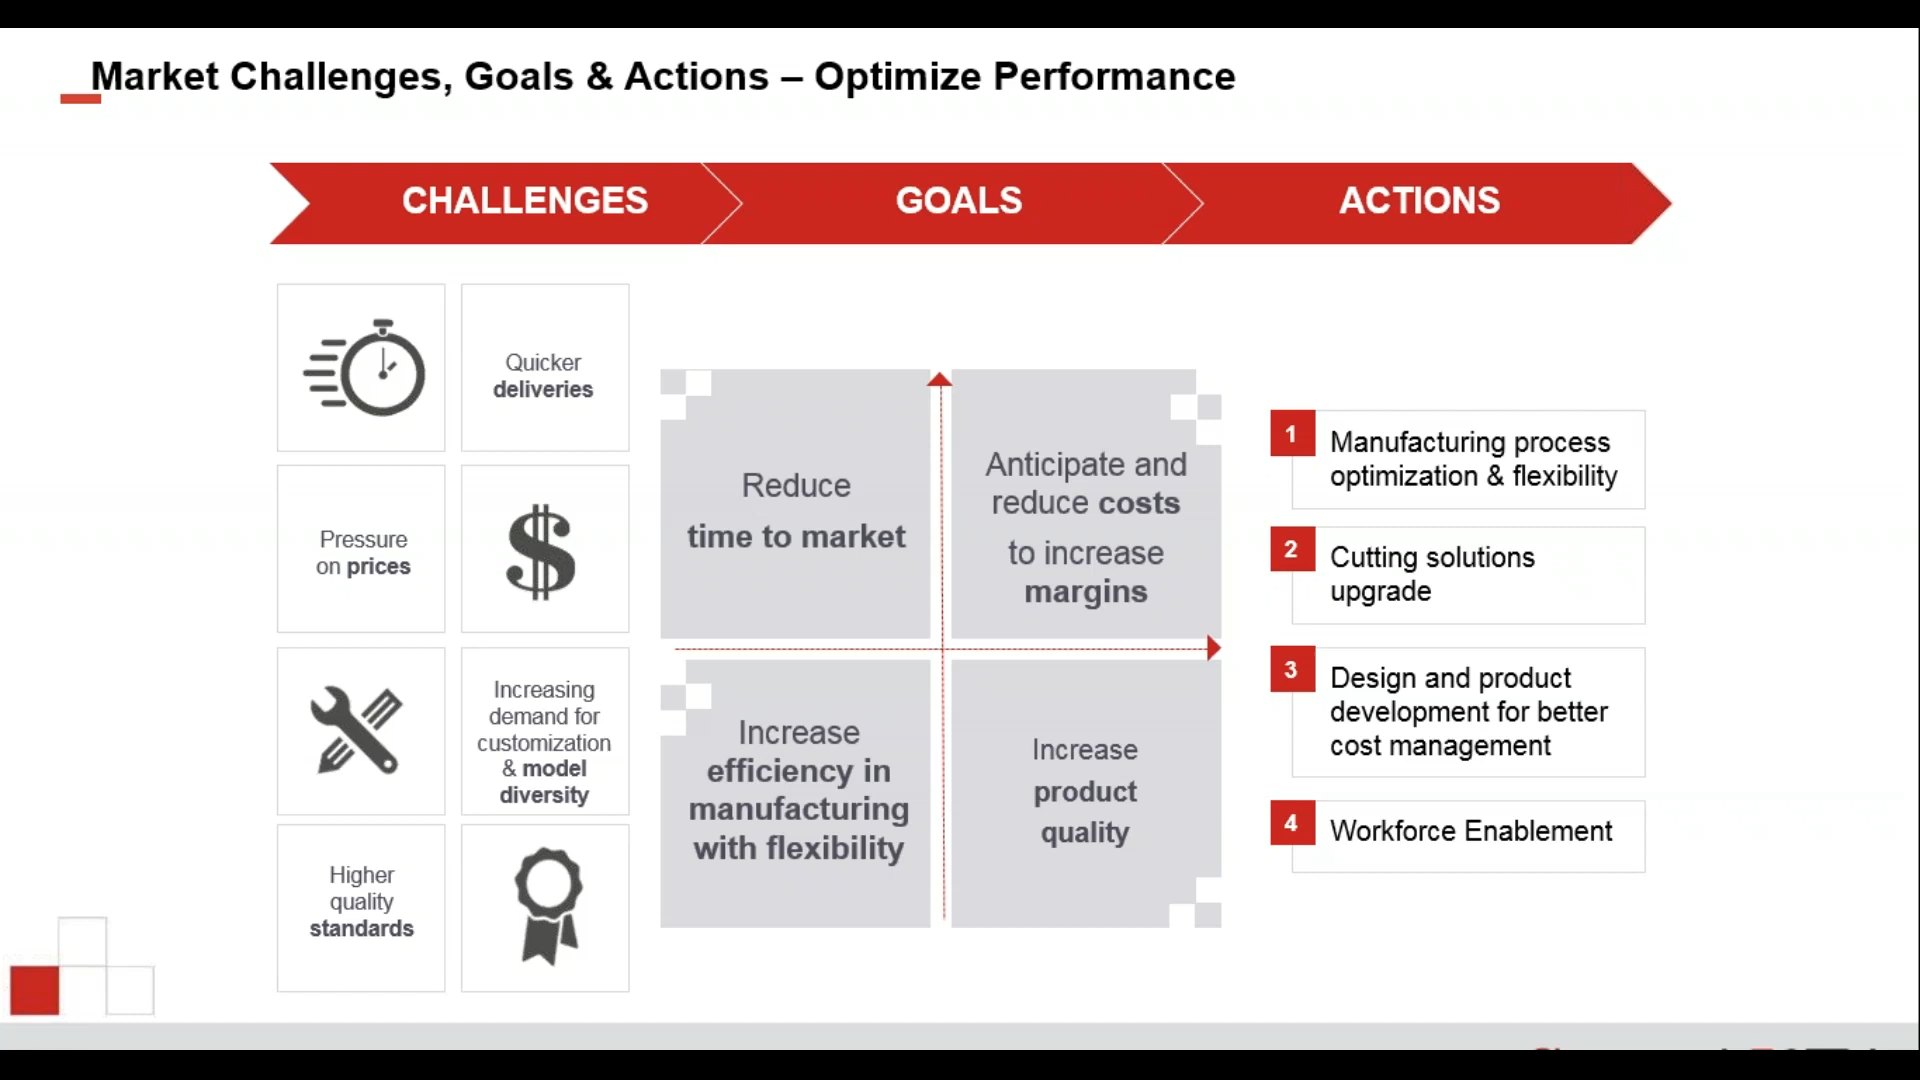 Market Challenges, Goals & Actions – Optimize Performance
CHALLENGES
GOALS
ACTIONS
Quicker
deliveries
Pressure
on prices
Increasing
demand for
customization
& model
diversity
Higher
quality
standards
Reduce
time to market
Anticipate and
reduce costs
to increase
margins
Increase
efficiency in
manufacturing
with flexibility
Increase
product
quality
1
Manufacturing process
optimization & flexibility
2
Cutting solutions
upgrade
3
Design and product
development for better
cost management
4
Workforce Enablement